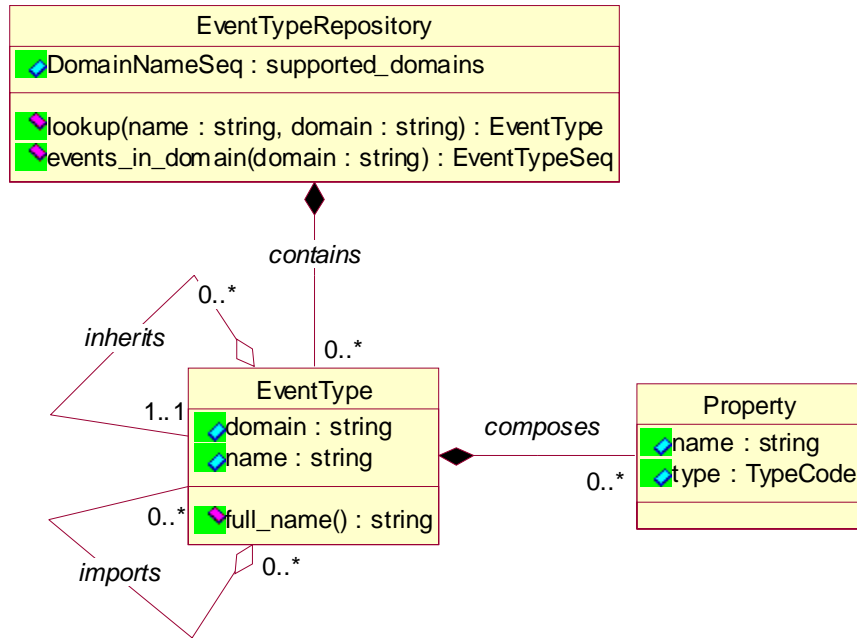 EventTypeRepository
DomainNameSeq : supported_domains
lookup(name : string, domain : string) : EventType
events_in_domain(domain : string) : EventTypeSeq
contains
0..*
inherits
0..*
1..1
EventType
domain : string
name : string
full_name() : string
composes
0..*
Property
name : string
type : TypeCode
0..*
imports
0..*